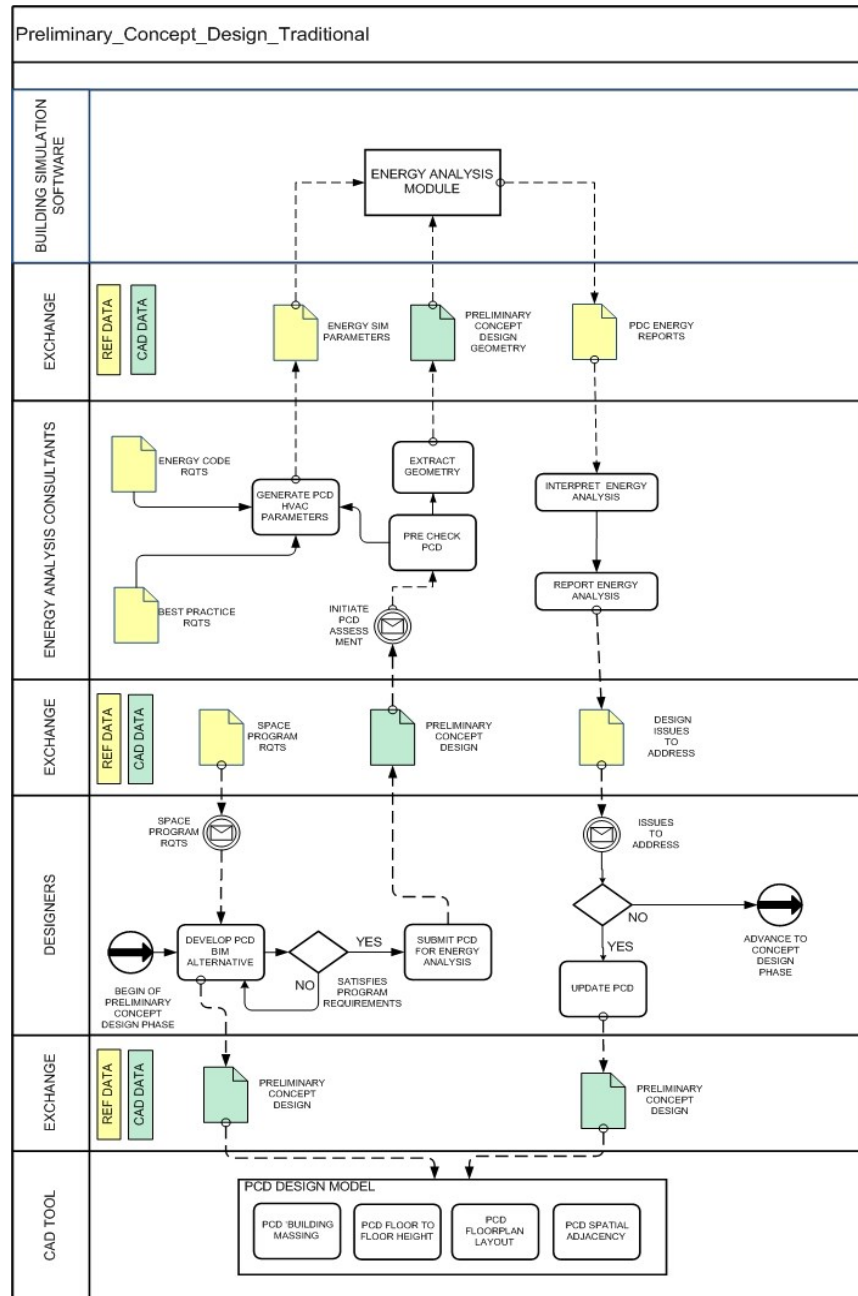 Preliminary_Concept_Design_Traditional
BUILDING SIMULATION
SOFTWARE
ENERGY ANALYSIS
MODULE
EXCHANGE
REF DATA
CAD DATA
ENERGY SIM
PARAMETERS
PRELIMINARY
CONCEPT
DESIGN
GEOMETRY
PDC ENERGY
REPORTS
ENERGY ANALYSIS CONSULTANTS
ENERGY CODE
RQTS
GENERATE PCD
HVAC
PARAMETERS
EXTRACT
GEOMETRY
PRE CHECK
PCD
BEST PRACTICE
RQTS
INITIATE
PCD
ASSESS
MENT
INTERPRET ENERGY
ANALYSIS
REPORT ENERGY
ANALYSIS
EXCHANGE
REF DATA
CAD DATA
SPACE
PROGRAM
RQTS
PRELIMINARY
CONCEPT
DESIGN
DESIGN
ISSUES
TO
ADDRESS
DESIGNERS
SPACE
PROGRAM
RQTS
BEGIN OF
PRELIMINARY
CONCEPT
DESIGN PHASE
DEVELOP PCD
BIM
ALTERNATIVE
YES
NO
SATISFIES
PROGRAM
REQUIREMENTS
SUBMIT PCD
FOR ENERGY
ANALYSIS
ISSUES
TO
ADDRESS
NO
YES
ADVANCE TO
CONCEPT
DESIGN
PHASE
UPDATE PCD
EXCHANGE
REF DATA
CAD DATA
PRELIMINARY
CONCEPT
DESIGN
PRELIMINARY
CONCEPT
DESIGN
CAD TOOL
PCD DESIGN MODEL
PCD 'BUILDING
MASSING
PCD FLOOR TO
FLOOR HEIGHT
PCD
FLOORPLAN
LAYOUT
PCD SPATIAL
ADJACENCY